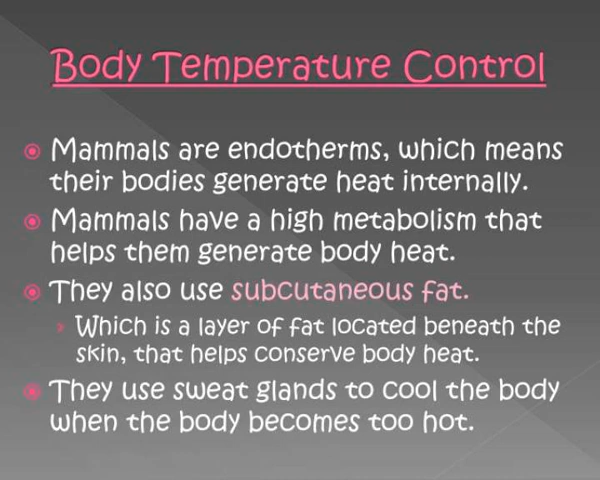 Body Temperature Control
Mammals are endotherms, which means
their bodies generate heat internally.
Mammals have a high metabolism that
helps them generate body heat.
They also use subcutaneous fat.
Which is a layer of fat located beneath the
skin, that helps conserve body heat.
They use sweat glands to cool the body
when the body becomes too hot.